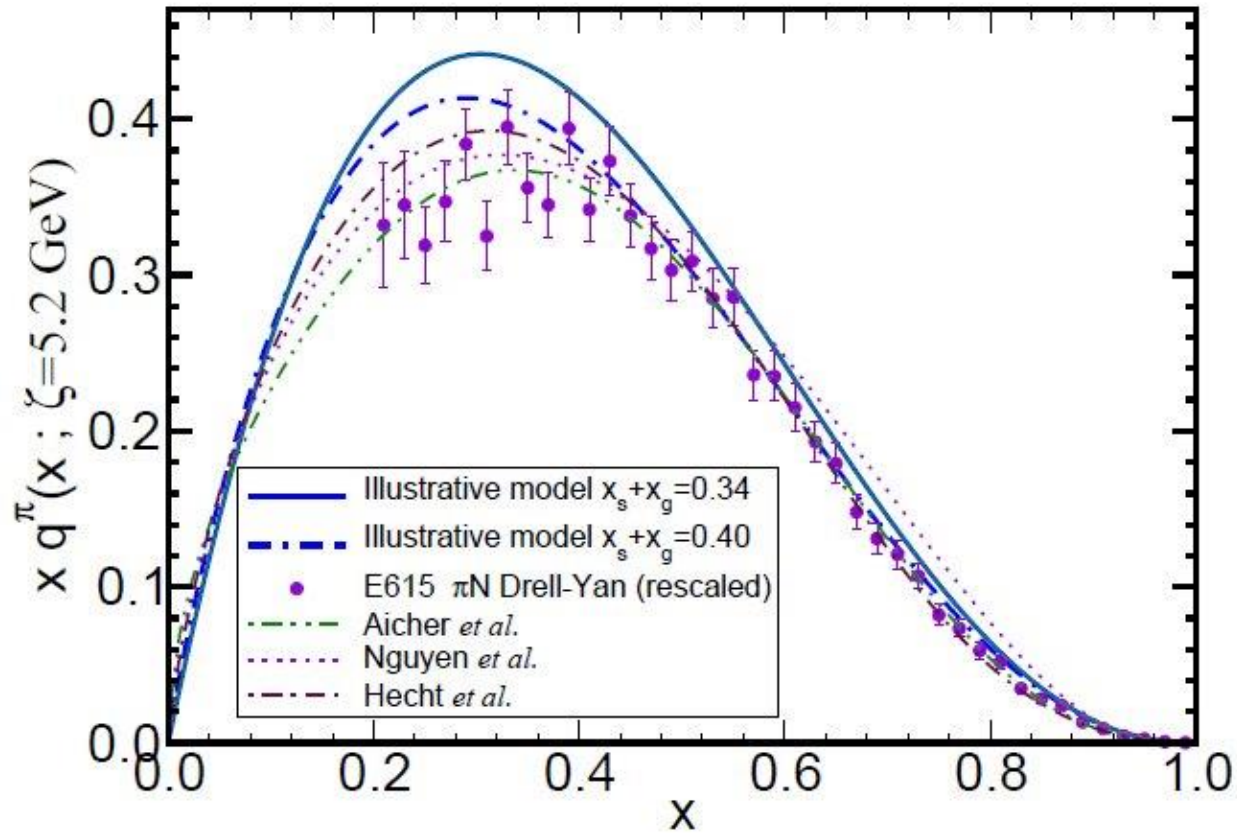 x q^π(x ; ζ=5.2 GeV)
0.4
0.3
0.2
0.1
0.0
Illustrative model x_s+x_g=0.34
Illustrative model x_s+x_g=0.40
E615 πN Drell-Yan (rescaled)
Aicher et al.
Nguyen et al.
Hecht et al.
0.0 0.2 0.4 0.6 0.8 1.0
x